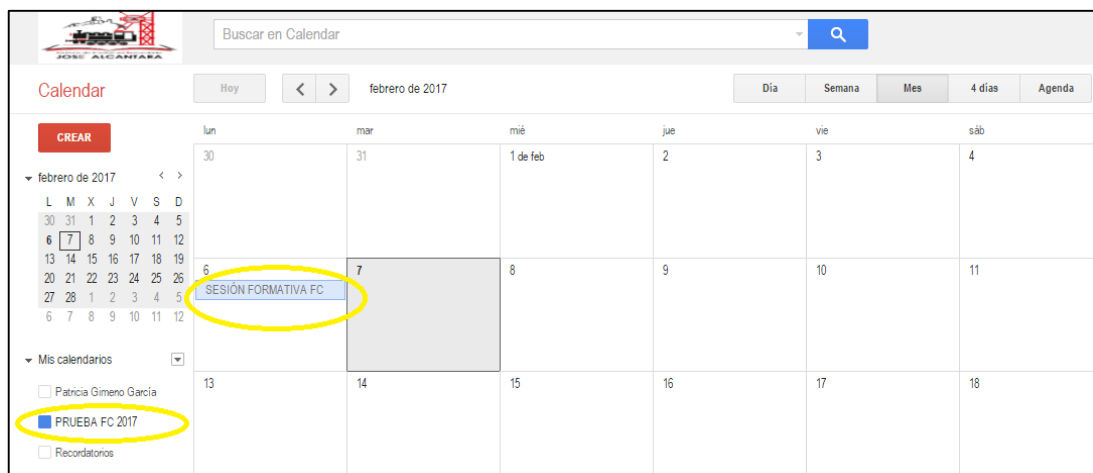 JOSE ALCANTARA
Buscar en Calendar
Calendar
Hoy < > febrero de 2017 Dia Semana Mes 4 días Agenda
CREAR
febrero de 2017 < >
L M X J V S D
30 31 1 2 3 4 5
6 7 8 9 10 11 12
13 14 15 16 17 18 19
20 21 22 23 24 25 26
27 28 1 2 3 4 5
6 7 8 9 10 11 12
Mis calendarios
Patricia Gimeno García
PRUEBA FC 2017
Recordatorios
lun mar mié jue vie sáb
30 31 1 de feb 2 3 4
6 7 8 9 10 11
SESIÓN FORMATIVA FC
13 14 15 16 17 18